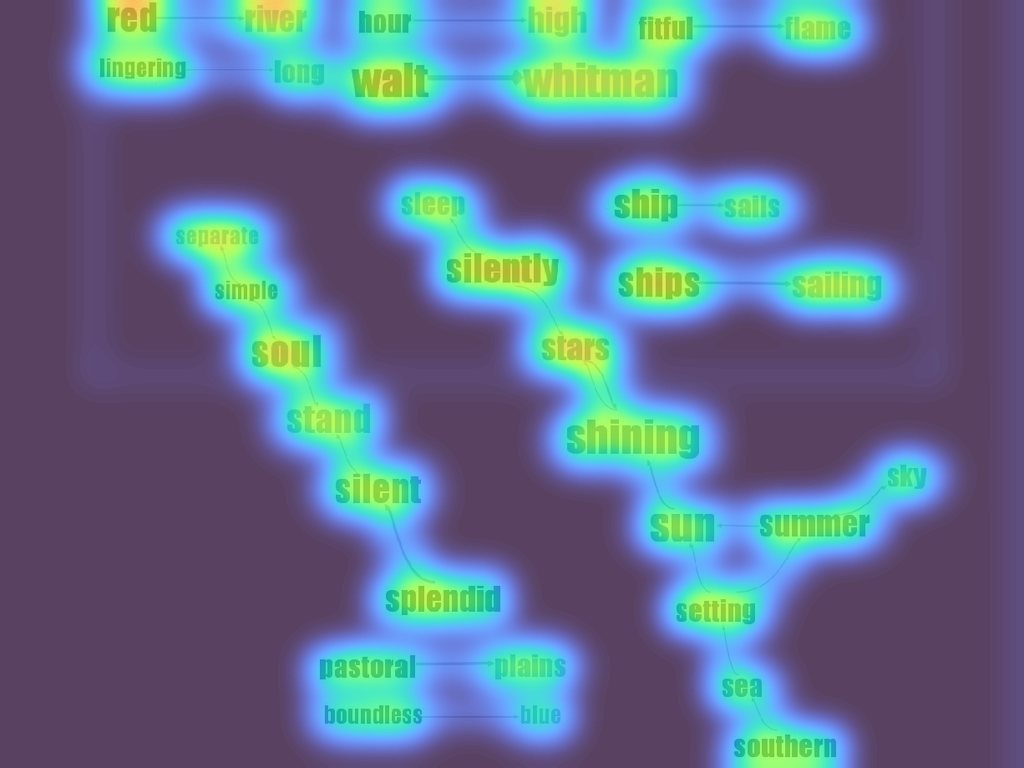 red river hour high fitful flame
lingering long walt whitman
sleep ship sails
separate
silently ships sailing
simple
soul stars
stand shining
silent sky
sun summer
splendid setting
pastoral plains
sea
boundless blue
southern